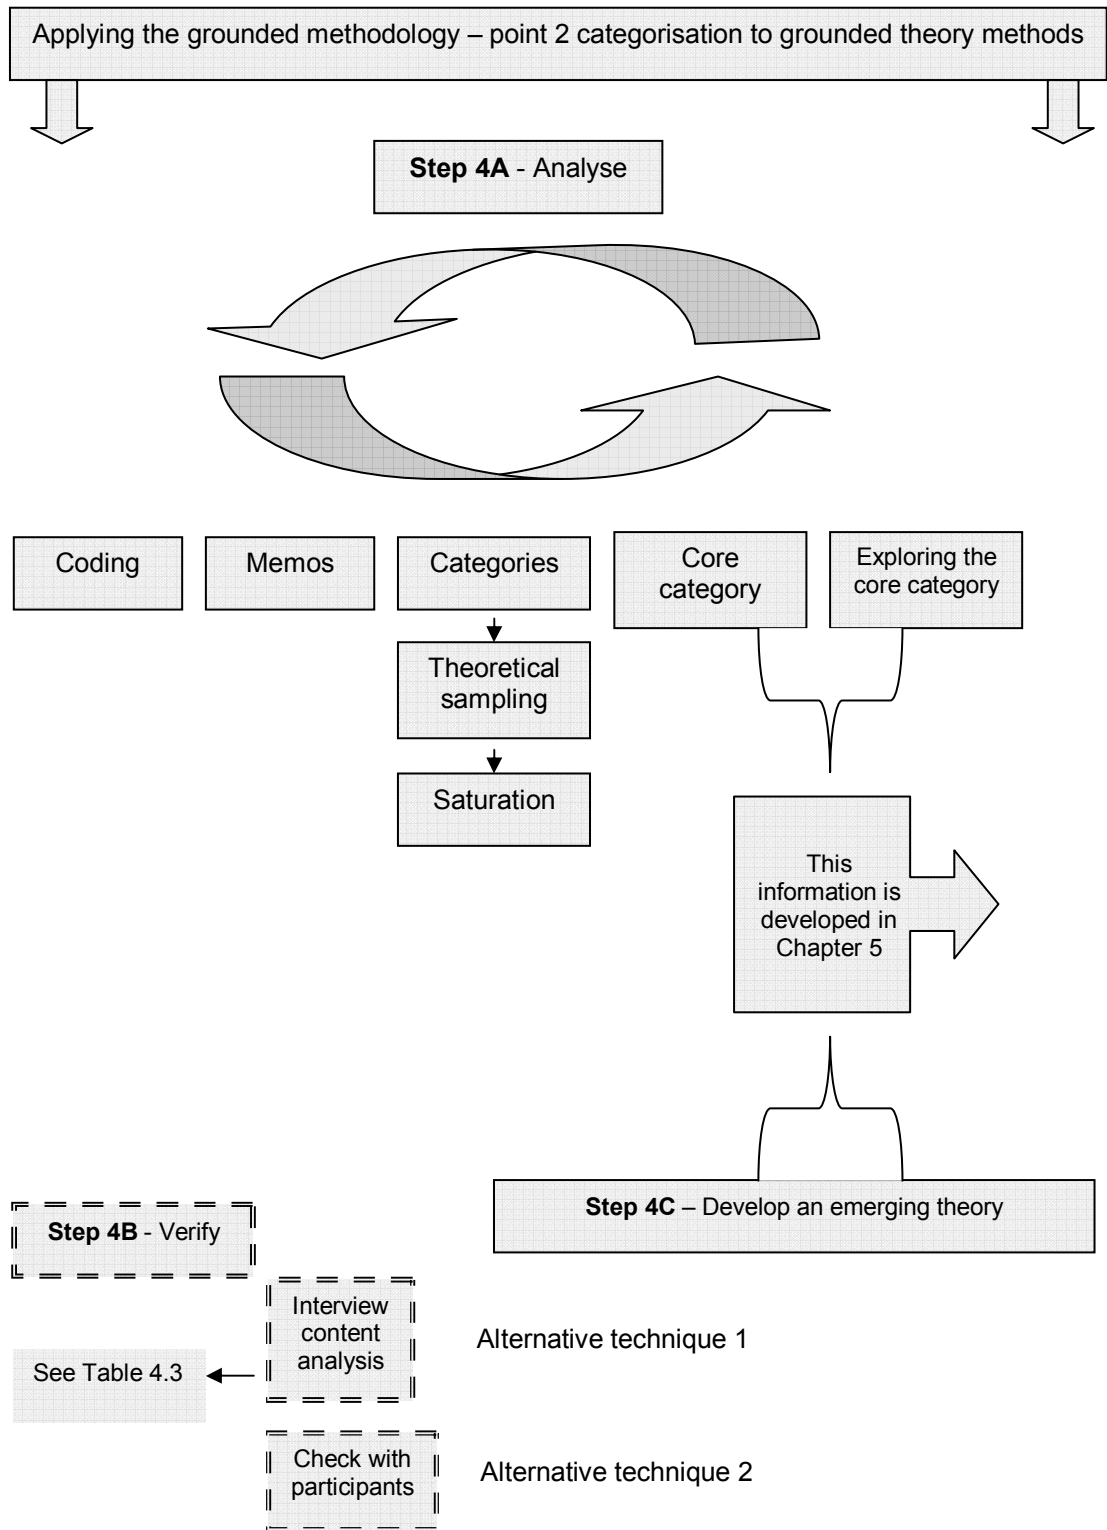 Applying the grounded methodology – point 2 categorisation to grounded theory methods
Step 4A - Analyse
Coding
Memos
Categories
Core
category
Exploring the
core category
Theoretical
sampling
Saturation
This
information is
developed in
Chapter 5
Step 4C – Develop an emerging theory
Step 4B - Verify
Interview
content
analysis
Alternative technique 1
See Table 4.3
Check with
participants
Alternative technique 2